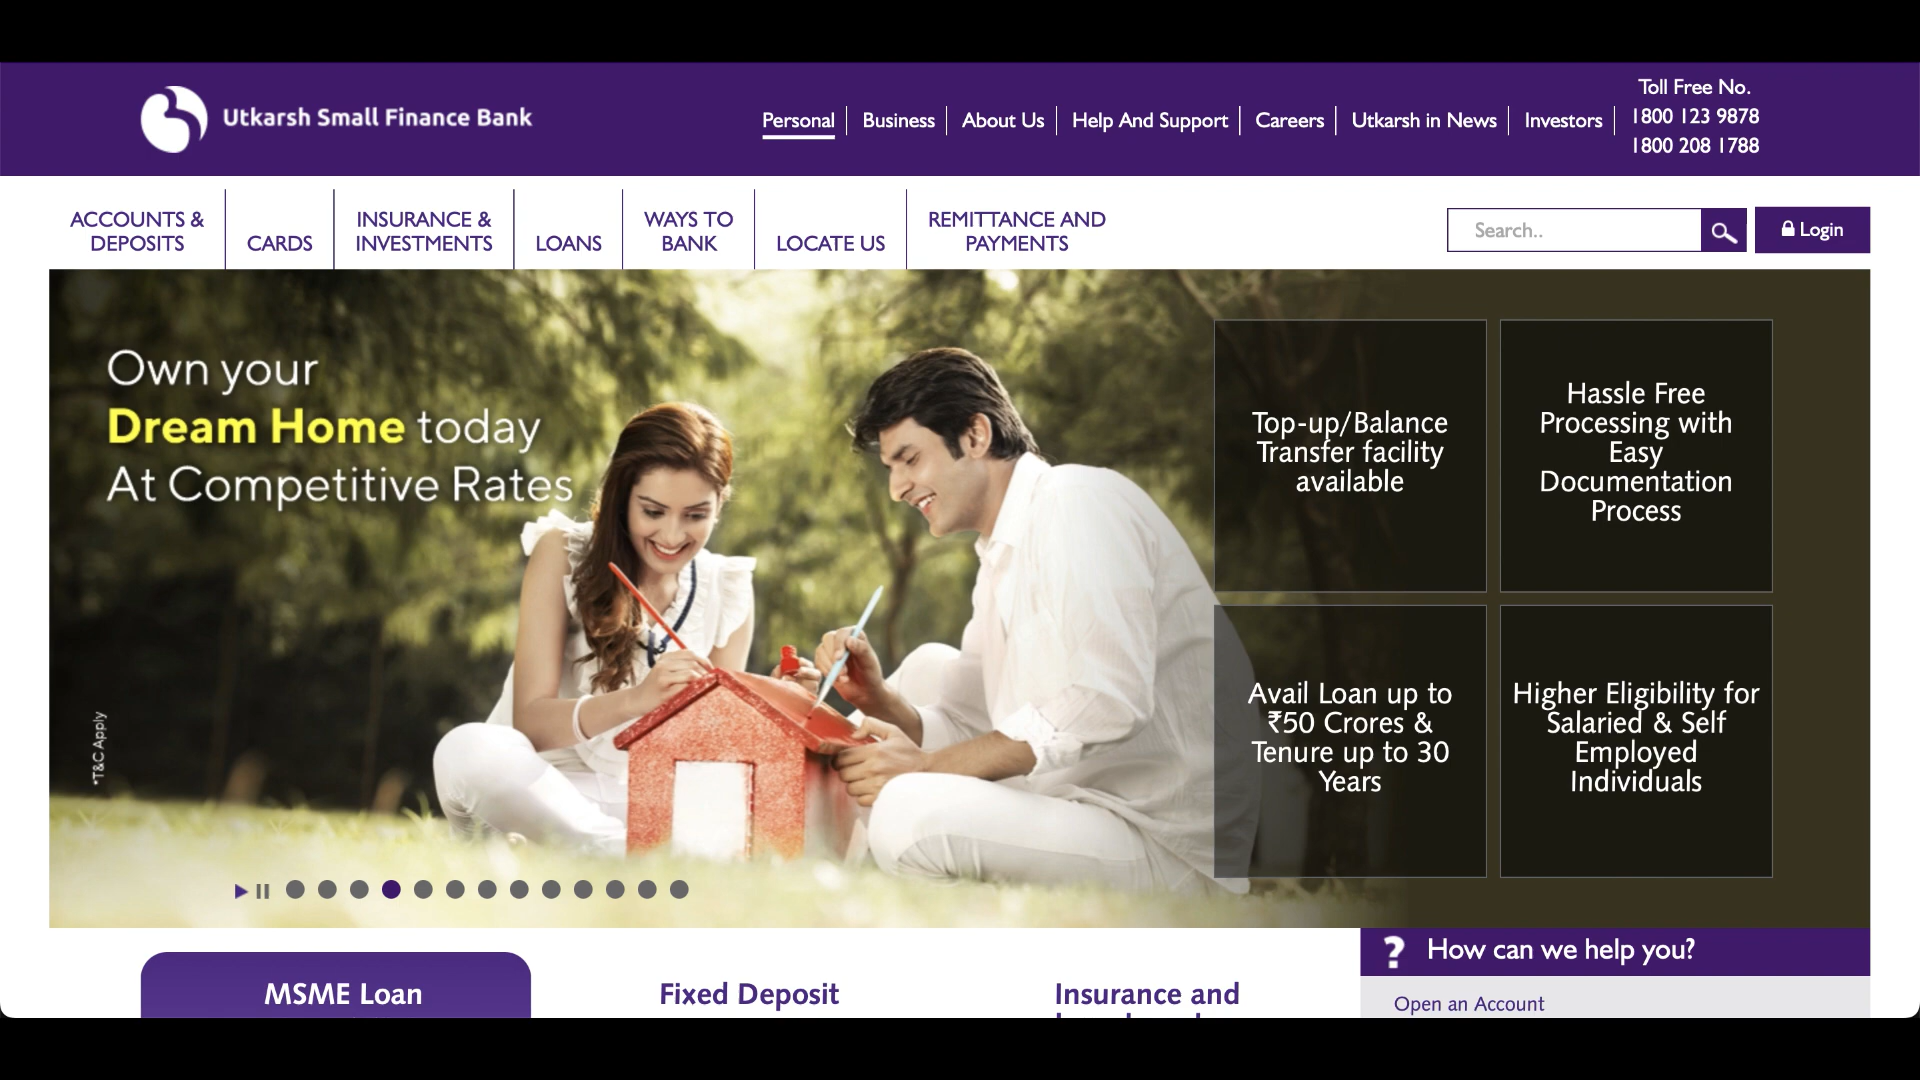 Utkarsh Small Finance Bank
Personal
Business
About Us
Help And Support
Careers
Utkarsh in News
Investors
Toll Free No.
1800 123 9878
1800 208 1788
ACCOUNTS &
DEPOSITS
CARDS
INSURANCE &
INVESTMENTS
LOANS
WAYS TO
BANK
LOCATE US
REMITTANCE AND
PAYMENTS
Search..
Login
Own your
Dream Home today
At Competitive Rates
*T&C Apply
Top-up/Balance
Transfer facility
available
Hassle Free
Processing with
Easy
Documentation
Process
Avail Loan up to
₹50 Crores &
Tenure up to 30
Years
Higher Eligibility for
Salaried & Self
Employed
Individuals
MSME Loan
Fixed Deposit
Insurance and
? How can we help you?
Open an Account